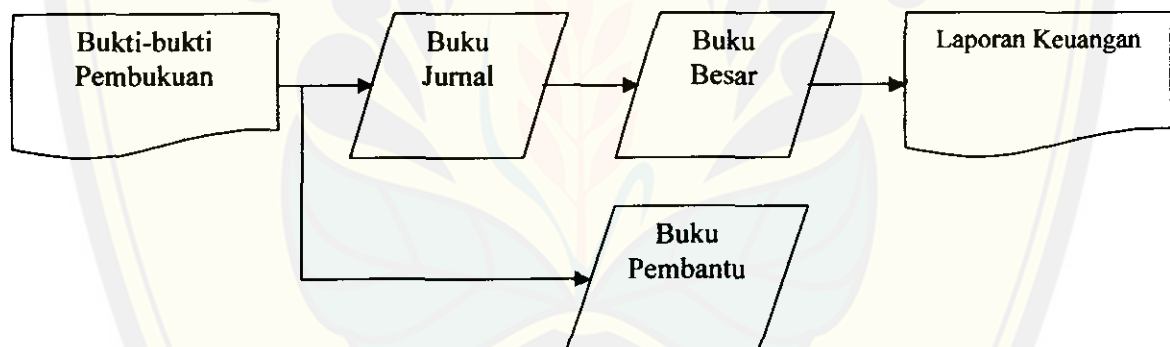 Bukti-bukti
Pembukuan
Buku
Jurnal
Buku
Besar
Laporan Keuangan
Buku
Pembantu